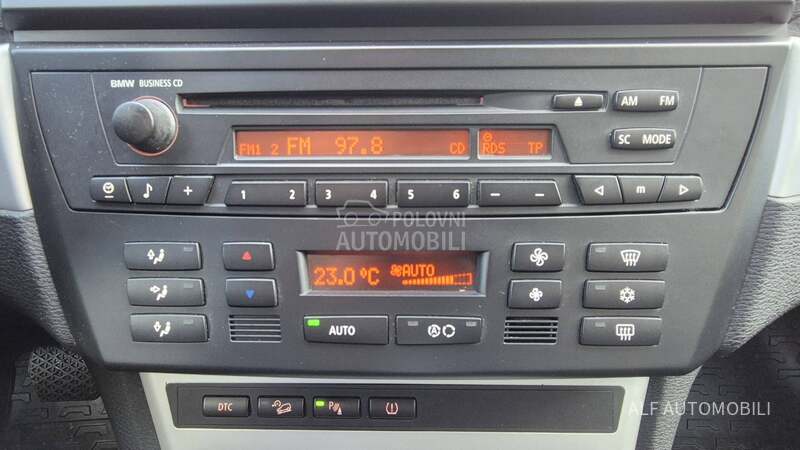 BMW BUSINESS CD
AM FM
SC MODE
FM1 2 FM 97.8 CD RDS TP
1 2 3 4 5 6 m
POLOVNI
AUTOMOBILI
23.0 °C AUTO
AUTO A
DTC P
ALF AUTOMOBILI